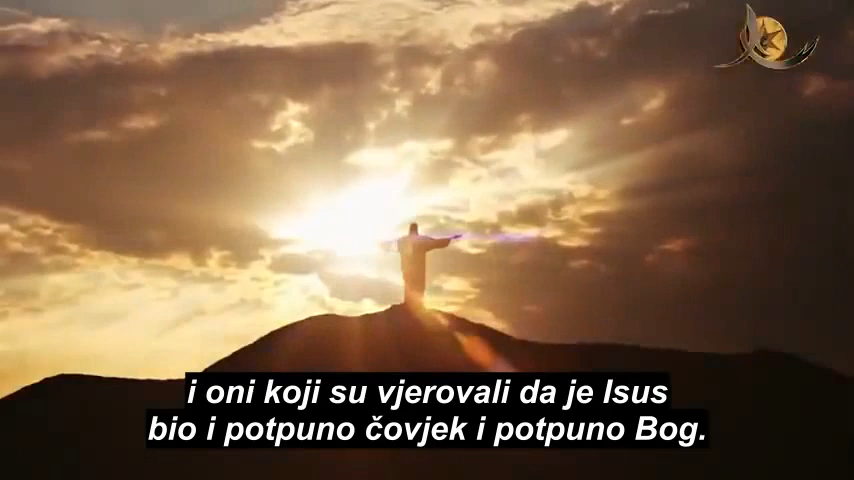 i oni koji su vjerovali da je Isus
bio i potpuno čovjek i potpuno Bog.